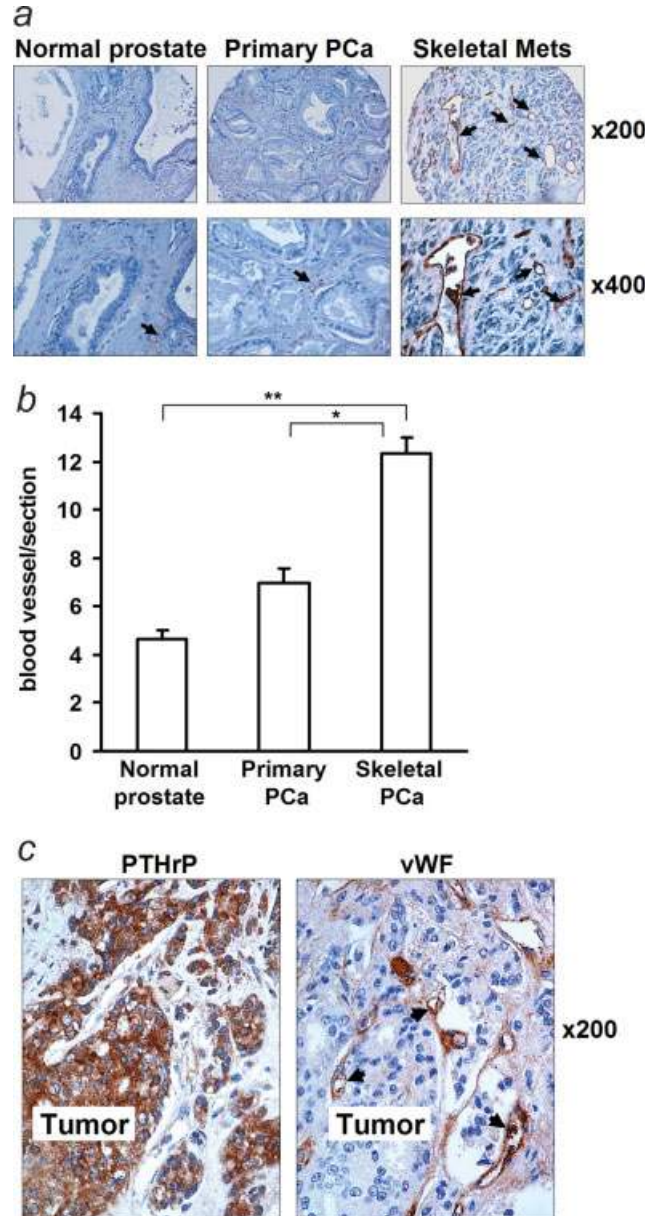 a
Normal prostate Primary PCa Skeletal Mets
x200
x400
b
** 
*
14
12
10
8
6
4
2
0
blood vessel/section
Normal prostate
Primary PCa
Skeletal PCa
c
PTHrP vWF
Tumor Tumor
x200